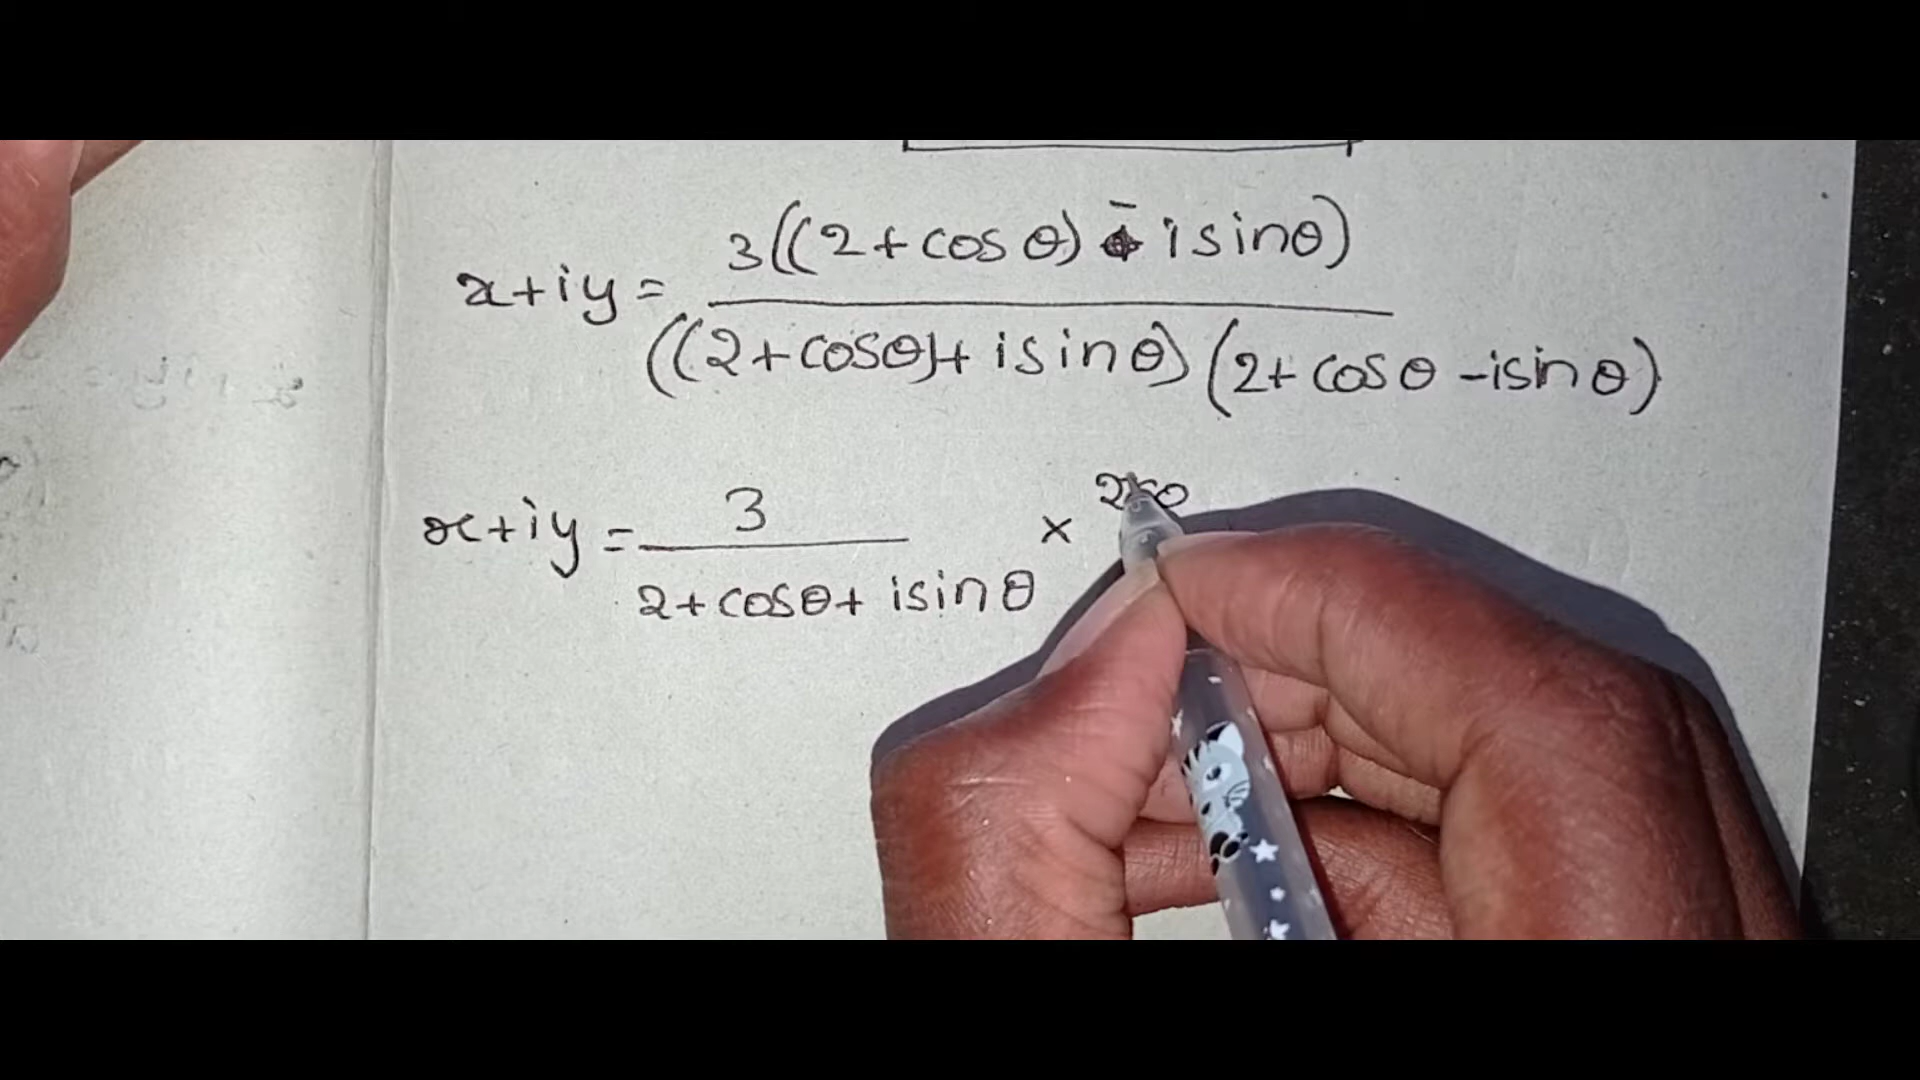 x+iy = 3((2+cosθ) - isinθ) / ((2+cosθ)+ isinθ) (2+cosθ -isinθ)
x+iy = 3 / 2+cosθ+ isinθ ×